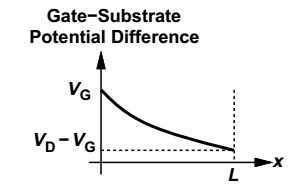 Gate–Substrate
Potential Difference
V_G
V_D – V_G
x
L